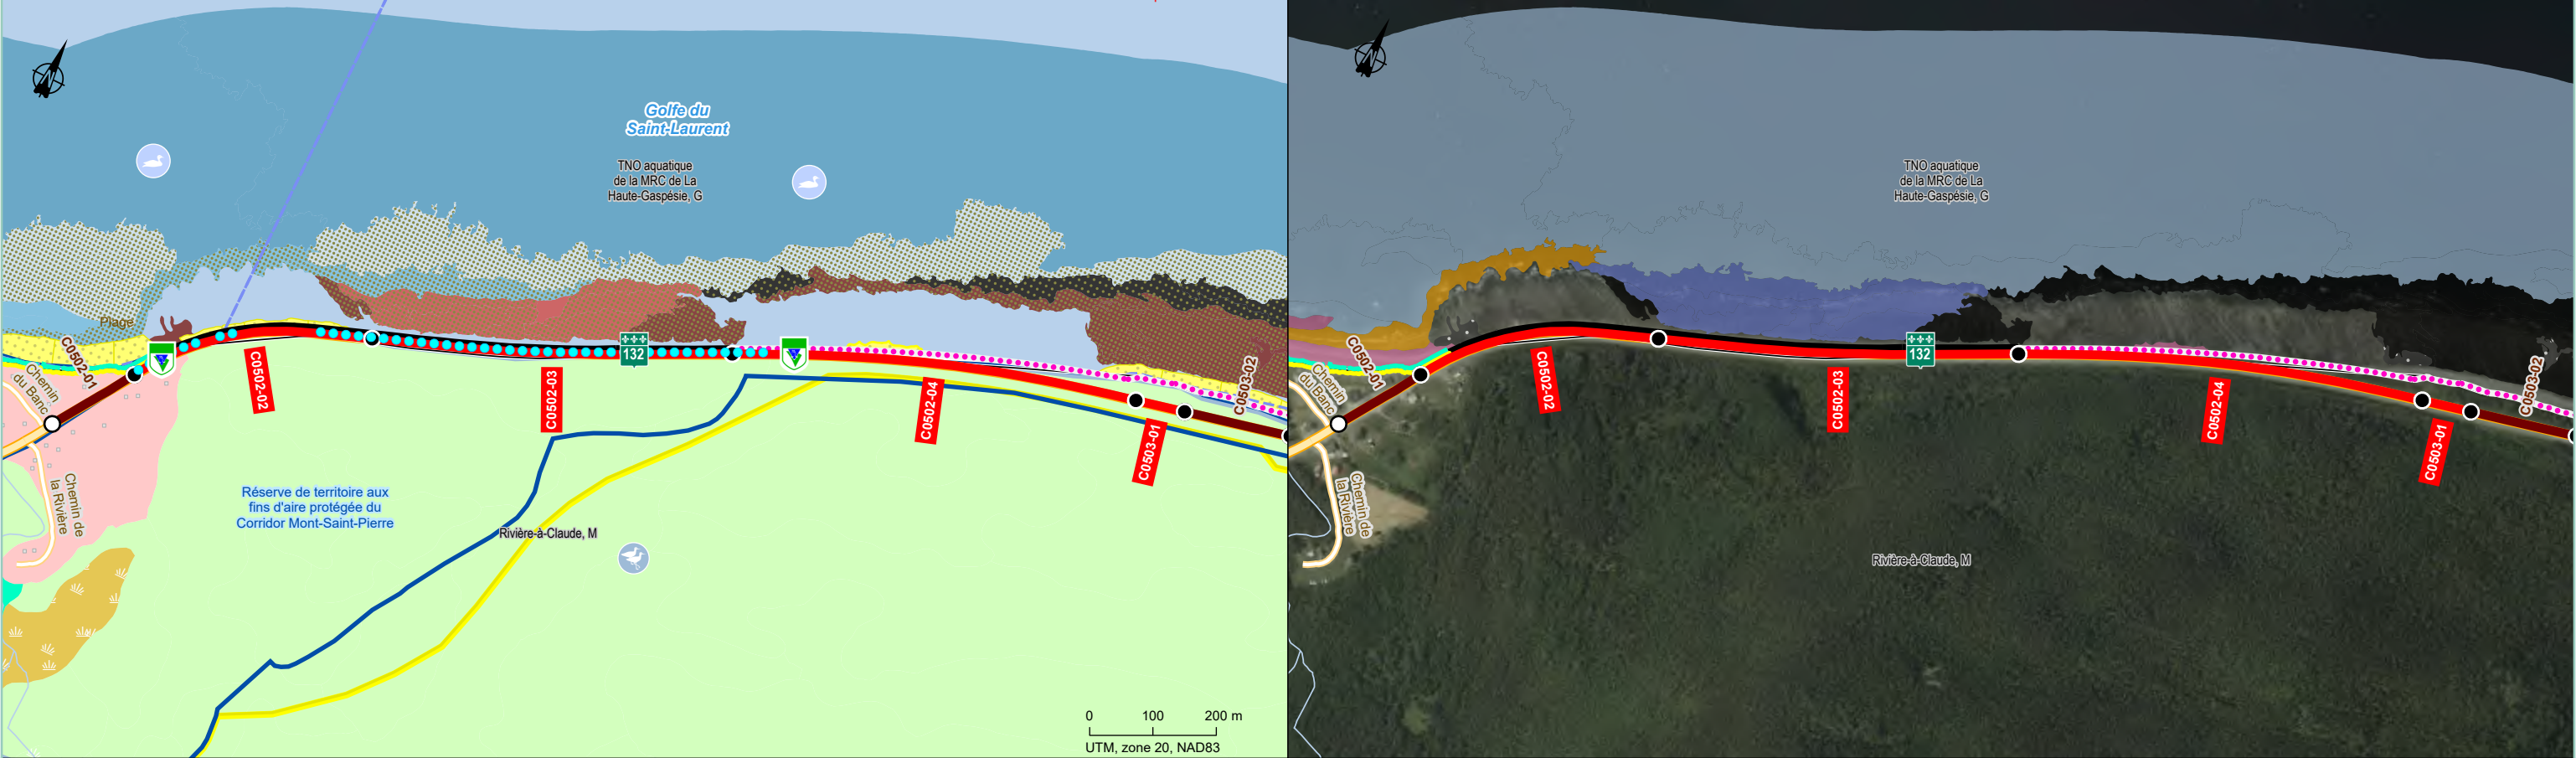 Golfe du
Saint-Laurent
TNO aquatique
de la MRC de La
Haute-Gaspésie, G
Plage
C0502-01
Chemin
du Banc
C0502-02
C0502-03
132
C0502-04
C0503-01
C0503-02
Chemin de
la Rivière
Réserve de territoire aux
fins d'aire protégée du
Corridor Mont-Saint-Pierre
Rivière-à-Claude, M
0 100 200 m
UTM, zone 20, NAD83
TNO aquatique
de la MRC de La
Haute-Gaspésie, G
C0502-01
Chemin
du Banc
C0502-02
C0502-03
132
C0502-04
C0503-01
C0503-02
Chemin de
la Rivière
Rivière-à-Claude, M